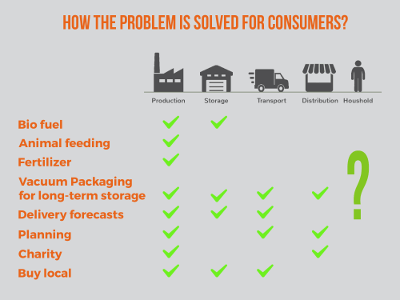 HOW THE PROBLEM IS SOLVED FOR CONSUMERS?
Production Storage Transport Distribution Houshold
Bio fuel
Animal feeding
Fertilizer
Vacuum Packaging
for long-term storage
?
Delivery forecasts
Planning
Charity
Buy local